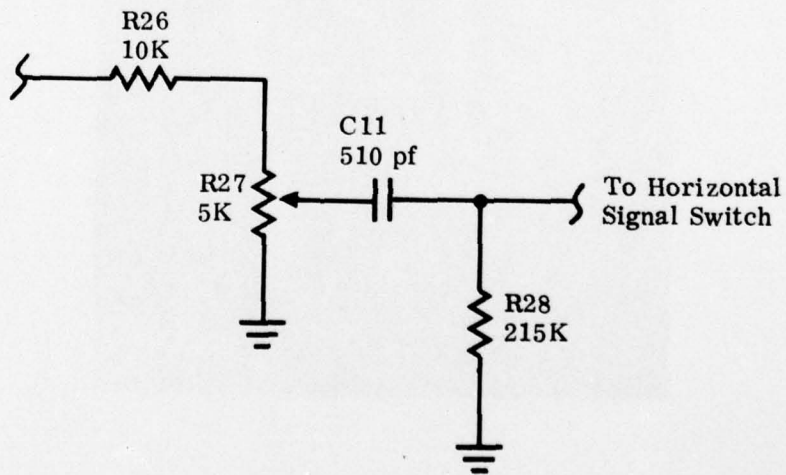 R26
10K
C11
510 pf
R27
5K
To Horizontal
Signal Switch
R28
215K